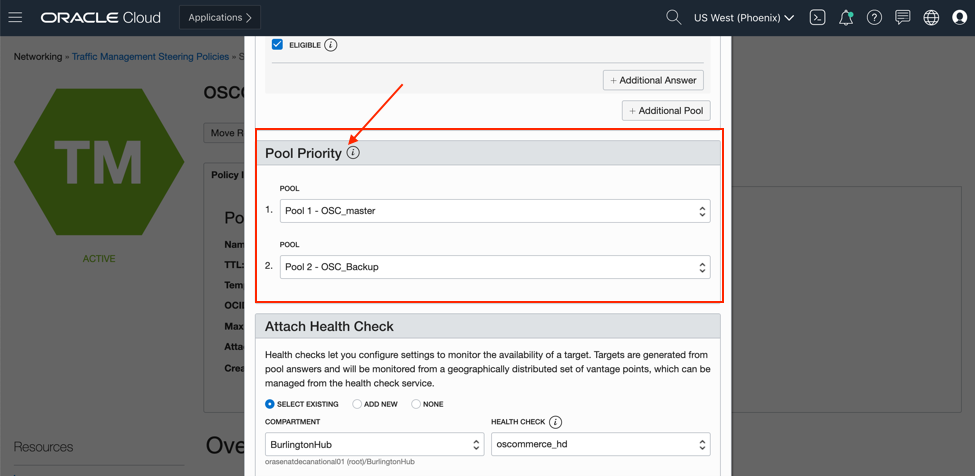 ORACLE Cloud
Applications
US West (Phoenix)
Networking » Traffic Management Steering Policies » S
TM
ACTIVE
Resources
OSCO
Move R
Policy I
Po
Nam
TTL:
Tem
OCID
Max
Atta
Crea
Ove
ELIGIBLE i
+ Additional Answer
+ Additional Pool
Pool Priority i
POOL
1. Pool 1 - OSC_master
POOL
2. Pool 2 - OSC_Backup
Attach Health Check
Health checks let you configure settings to monitor the availability of a target. Targets are generated from
pool answers and will be monitored from a geographically distributed set of vantage points, which can be
managed from the health check service.
SELECT EXISTING ADD NEW NONE
COMPARTMENT
BurlingtonHub
orasenatdecanational01 (root)/BurlingtonHub
HEALTH CHECK i
oscommerce_hd